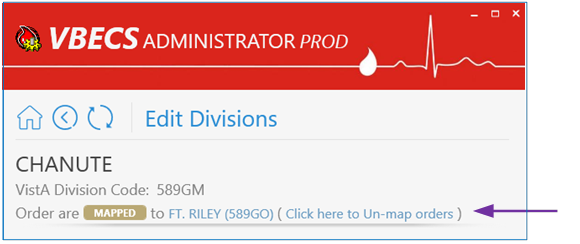 VBECS ADMINISTRATOR PROD
Edit Divisions
CHANUTE
VistA Division Code: 589GM
Order are MAPPED to FT. RILEY (589GO) ( Click here to Un-map orders )